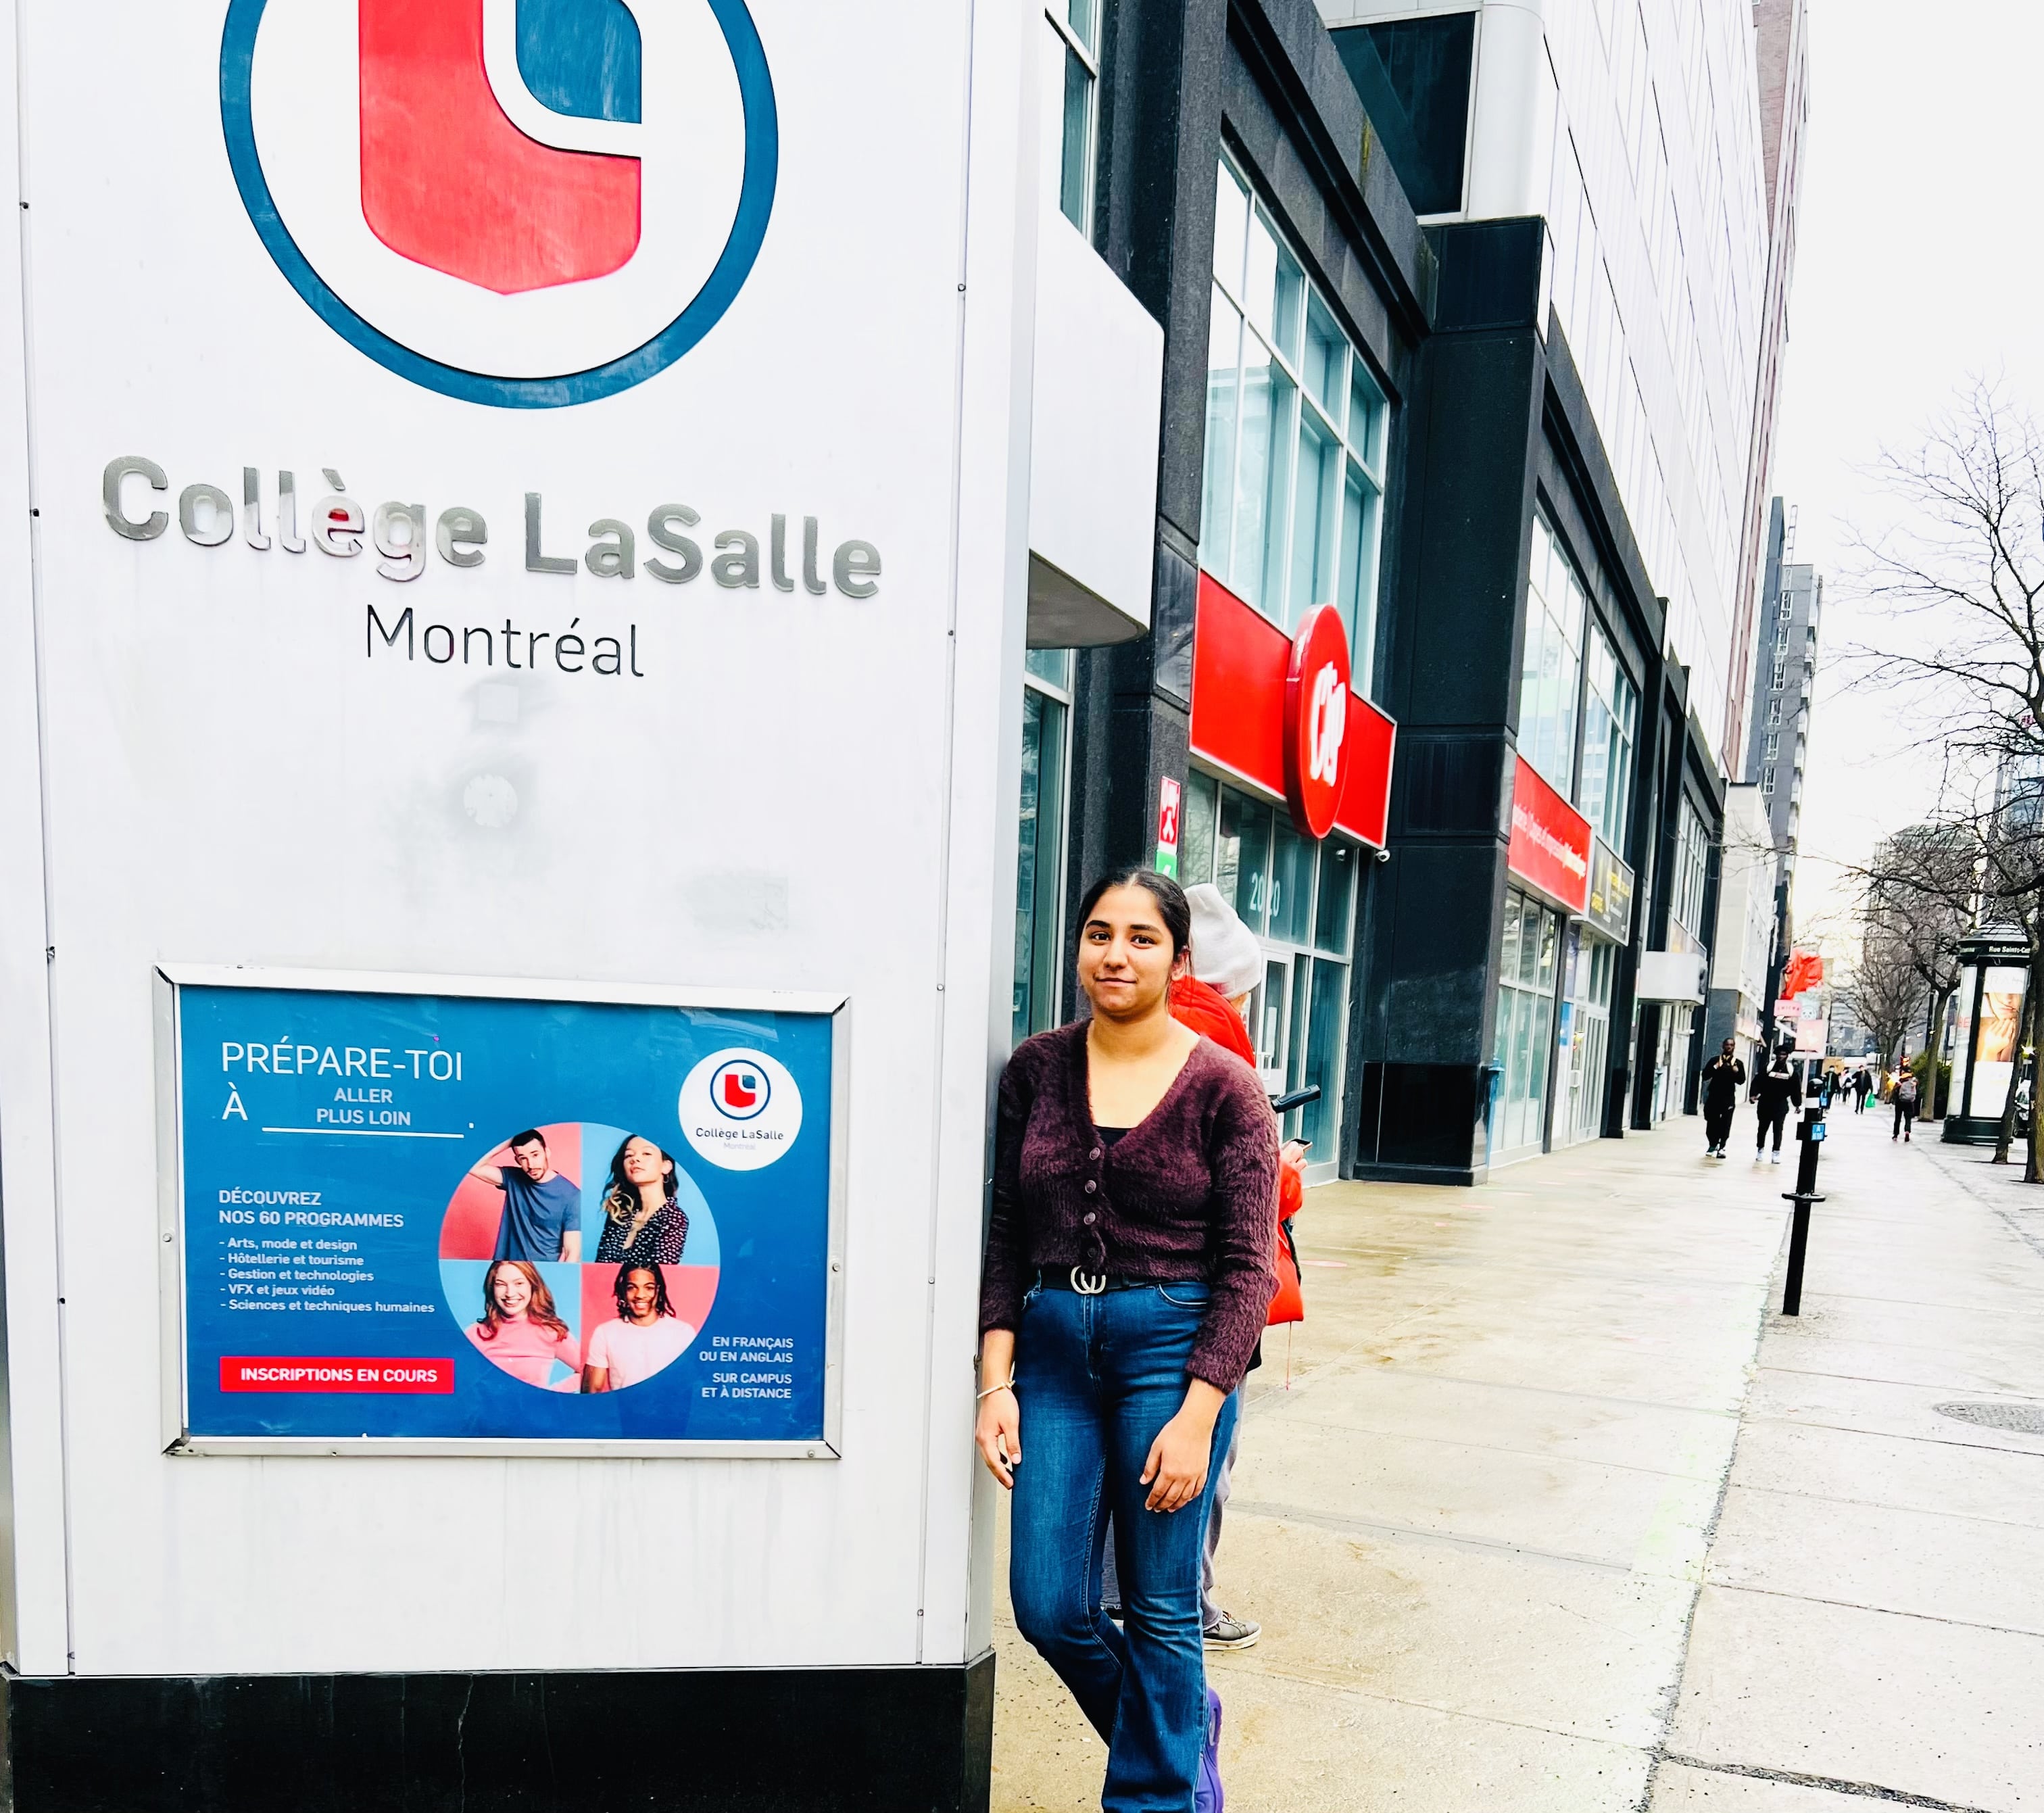 Collège LaSalle
Montréal
PRÉPARE-TOI
À ALLER
PLUS LOIN.
DÉCOUVREZ
NOS 60 PROGRAMMES
- Arts, mode et design
- Hôtellerie et tourisme
- Gestion et technologies
- VFX et jeux vidéo
- Sciences et techniques humaines
INSCRIPTIONS EN COURS
Collège LaSalle
Montréal
EN FRANÇAIS
OU EN ANGLAIS
SUR CAMPUS
ET À DISTANCE
2020